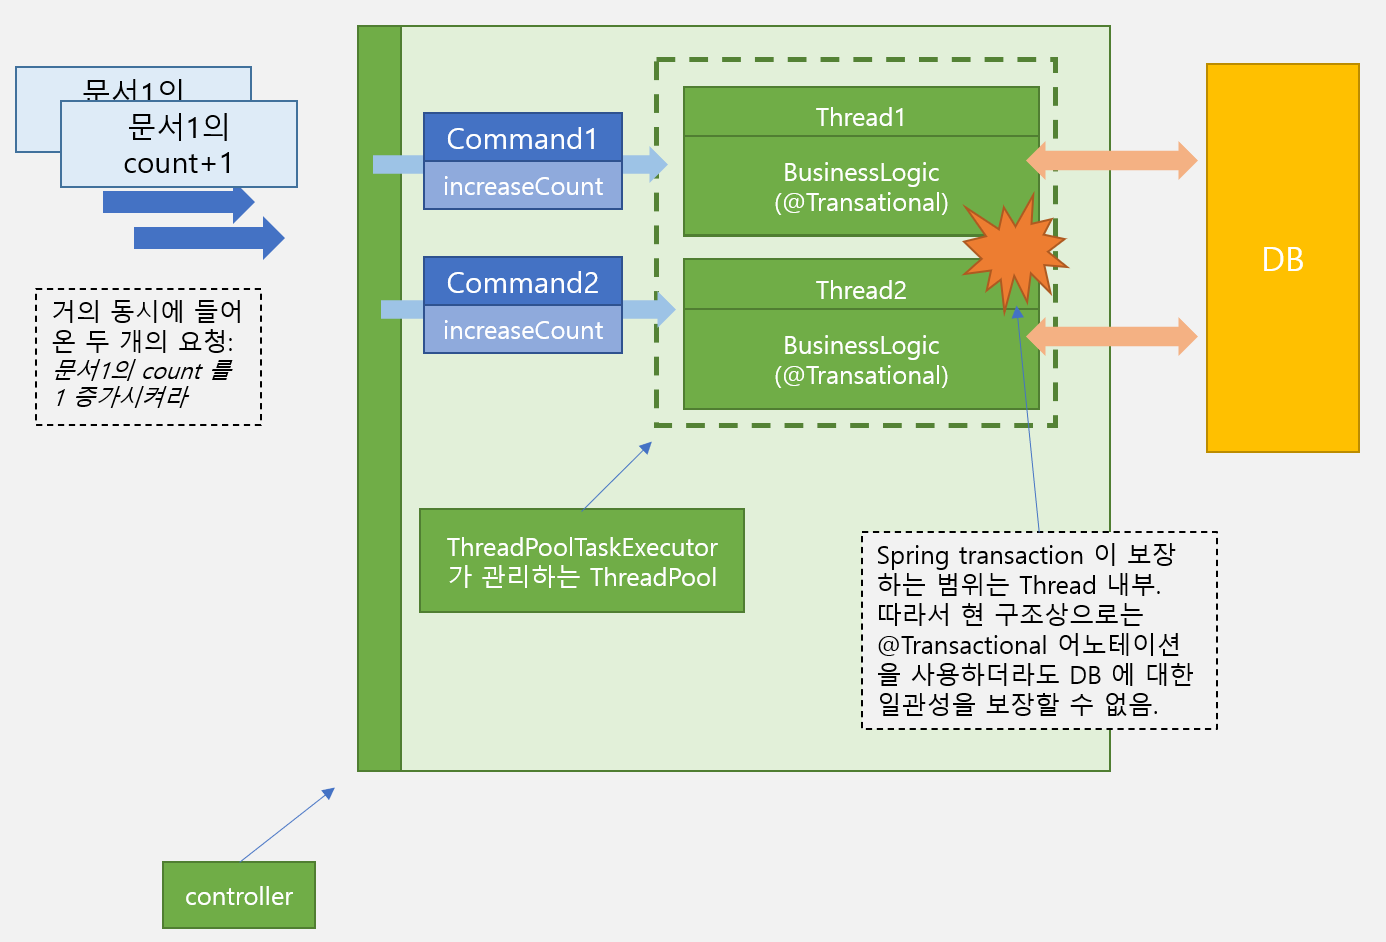 문서1의
문서1의
count+1
거의 동시에 들어
온 두 개의 요청:
문서1의 count 를
1 증가시켜라
Command1
increaseCount
Command2
increaseCount
Thread1
BusinessLogic
(@Transational)
Thread2
BusinessLogic
(@Transational)
DB
ThreadPoolTaskExecutor
가 관리하는 ThreadPool
Spring transaction 이 보장
하는 범위는 Thread 내부.
따라서 현 구조상으로는
@Transactional 어노테이션
을 사용하더라도 DB 에 대한
일관성을 보장할 수 없음.
controller